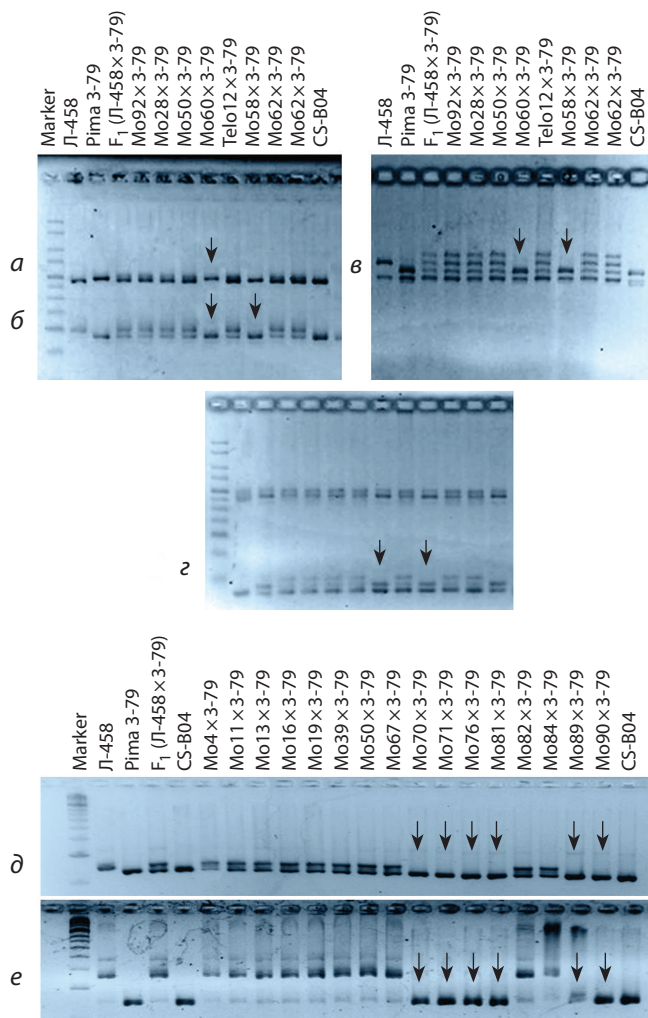 Marker
Л-458
Pima 3-79
F₁ (Л-458 × 3-79)
Mo92 × 3-79
Mo28 × 3-79
Mo50 × 3-79
Mo60 × 3-79
Telo12 × 3-79
Mo58 × 3-79
Mo62 × 3-79
Mo62 × 3-79
CS-B04
Л-458
Pima 3-79
F₁ (Л-458 × 3-79)
Mo92 × 3-79
Mo28 × 3-79
Mo50 × 3-79
Mo60 × 3-79
Telo12 × 3-79
Mo58 × 3-79
Mo62 × 3-79
Mo62 × 3-79
CS-B04
а
б
в
г
Marker
Л-458
Pima 3-79
F₁ (Л-458 × 3-79)
CS-B04
Mo4 × 3-79
Mo11 × 3-79
Mo13 × 3-79
Mo16 × 3-79
Mo19 × 3-79
Mo39 × 3-79
Mo50 × 3-79
Mo67 × 3-79
Mo70 × 3-79
Mo71 × 3-79
Mo76 × 3-79
Mo81 × 3-79
Mo82 × 3-79
Mo84 × 3-79
Mo89 × 3-79
Mo90 × 3-79
CS-B04
д
е